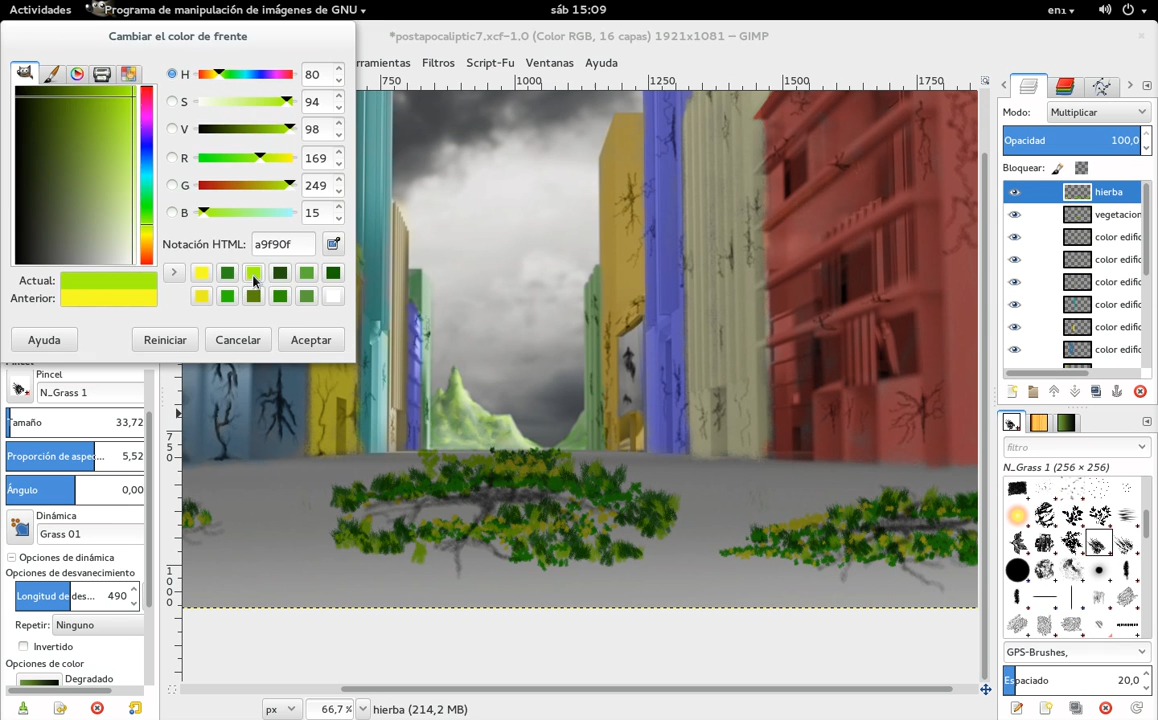 Actividades
Programa de manipulación de imágenes de GNU
sáb 15:09
en₁
Cambiar el color de frente
*postapocaliptic7.xcf-1.0 (Color RGB, 16 capas) 1921x1081 – GIMP
rramientas Filtros Script-Fu Ventanas Ayuda
H 80
S 94
V 98
R 169
G 249
B 15
Notación HTML: a9f90f
Actual:
Anterior:
Ayuda Reiniciar Cancelar Aceptar
750 1000 1250 1500 1750
750
1000
Pincel
N_Grass 1
Tamaño 33,72
Proporción de aspec... 5,52
Ángulo 0,00
Dinámica
Grass 01
Opciones de dinámica
Opciones de desvanecimiento
Longitud de des... 490
Repetir: Ninguno
Invertido
Opciones de color
Degradado
px 66,7 % hierba (214,2 MB)
Modo: Multiplicar
Opacidad 100,0
Bloquear:
hierba
vegetacion
color edific
color edific
color edific
color edific
color edific
color edific
filtro
N_Grass 1 (256 × 256)
GPS-Brushes,
Espaciado 20,0